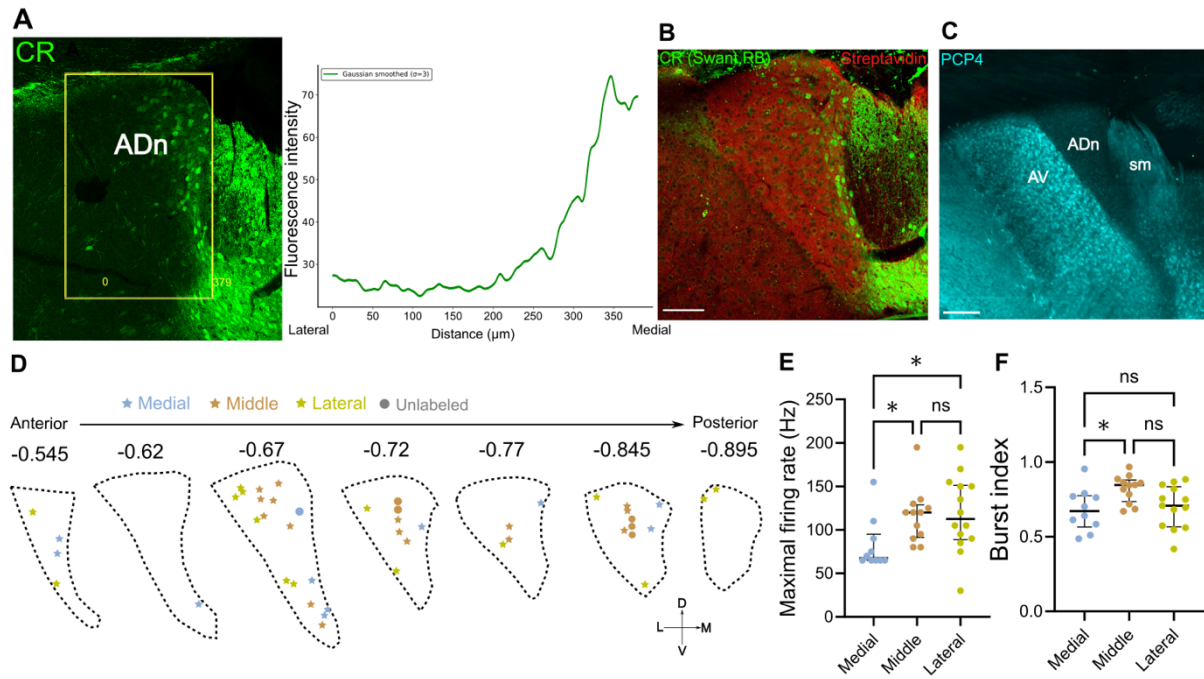 A
CR
A
ADn
0
379
Gaussian smoothed (σ=3)
Fluorescence intensity
70
60
50
40
30
0 50 100 150 200 250 300 350
Lateral
Distance (μm)
Medial
B
CR (Swant,RB)
Streptavidin
C
PCP4
ADn
AV
sm
D
Medial Middle Lateral Unlabeled
Anterior
Posterior
-0.545 -0.62 -0.67 -0.72 -0.77 -0.845 -0.895
D
L M
V
E
Maximal firing rate (Hz)
200
150
100
50
0
*
* ns
Medial
Middle
Lateral
F
Burst index
1.5
1.0
0.5
0.0
ns
* ns
Medial
Middle
Lateral